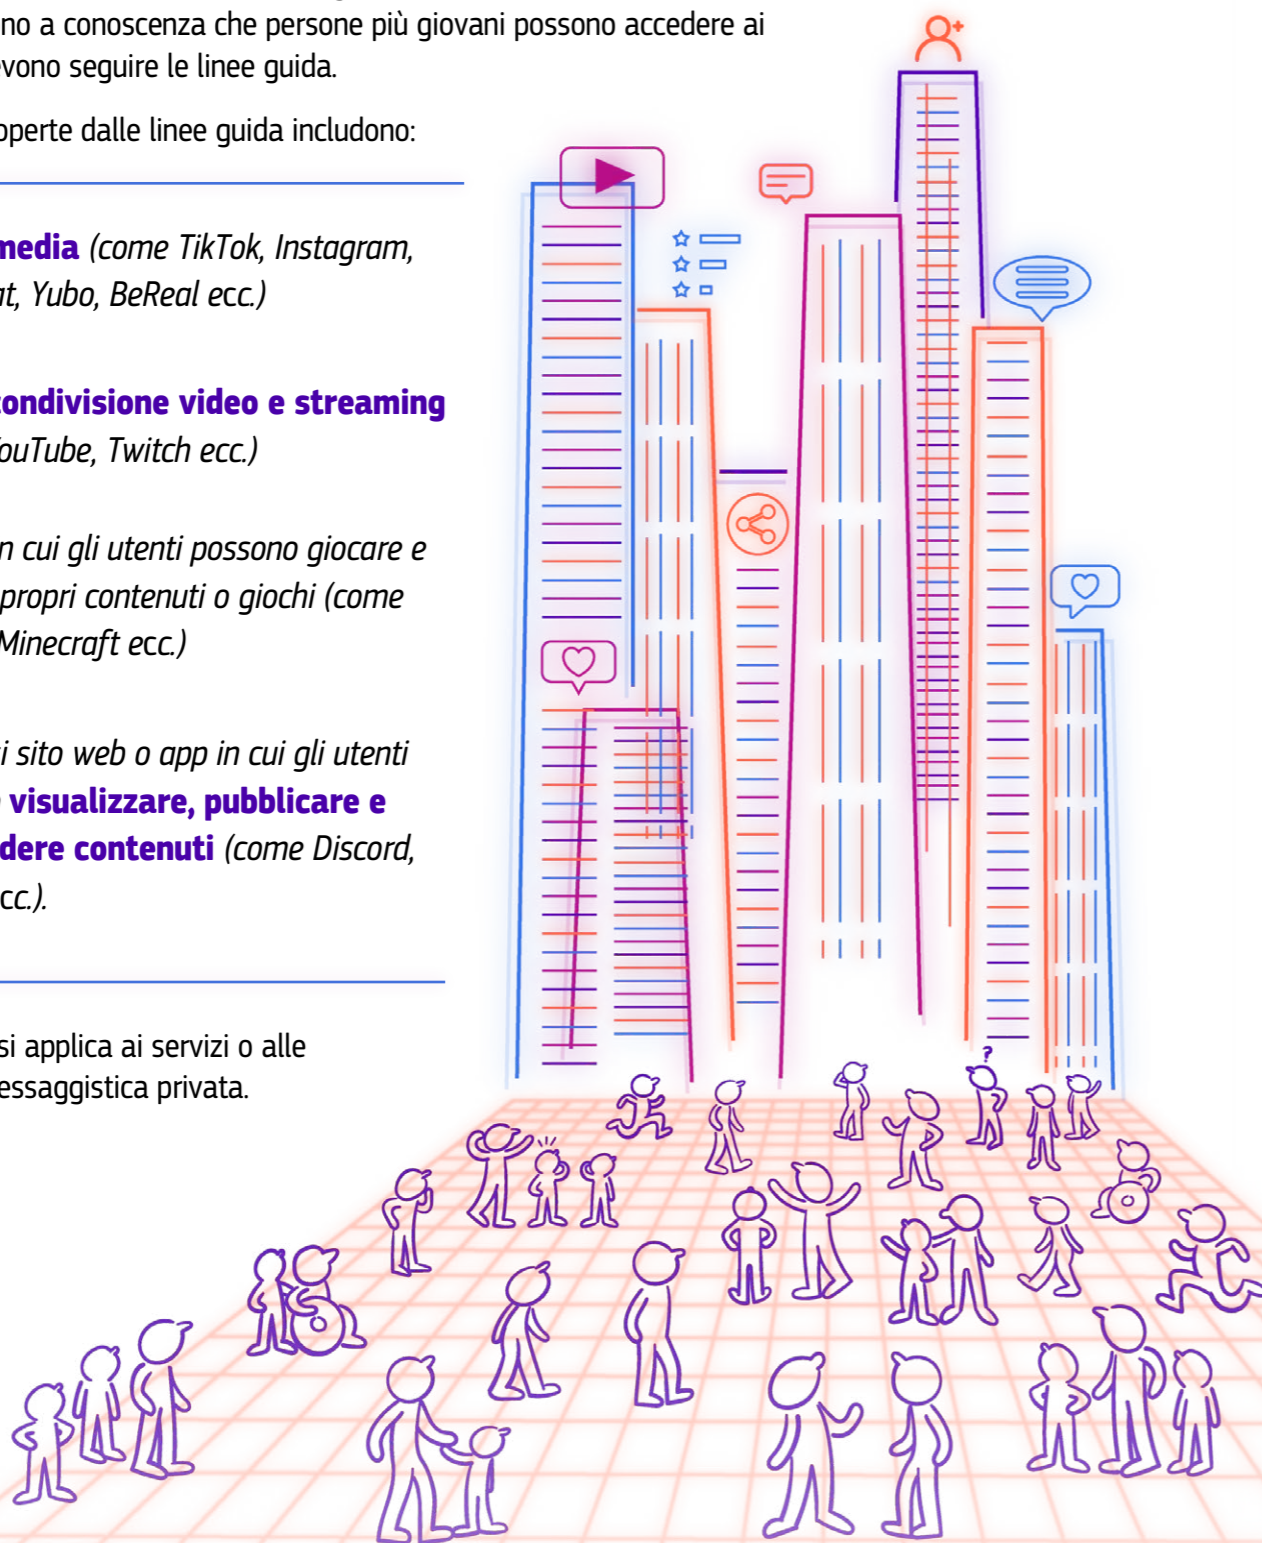 no a conoscenza che persone più giovani possono accedere ai
evono seguire le linee guida.
operte dalle linee guida includono:
media (come TikTok, Instagram,
at, Yubo, BeReal ecc.)
condivisione video e streaming
YouTube, Twitch ecc.)
n cui gli utenti possono giocare e
propri contenuti o giochi (come
Minecraft ecc.)
si sito web o app in cui gli utenti
visualizzare, pubblicare e
dere contenuti (come Discord,
cc.).
si applica ai servizi o alle
essaggistica privata.
?